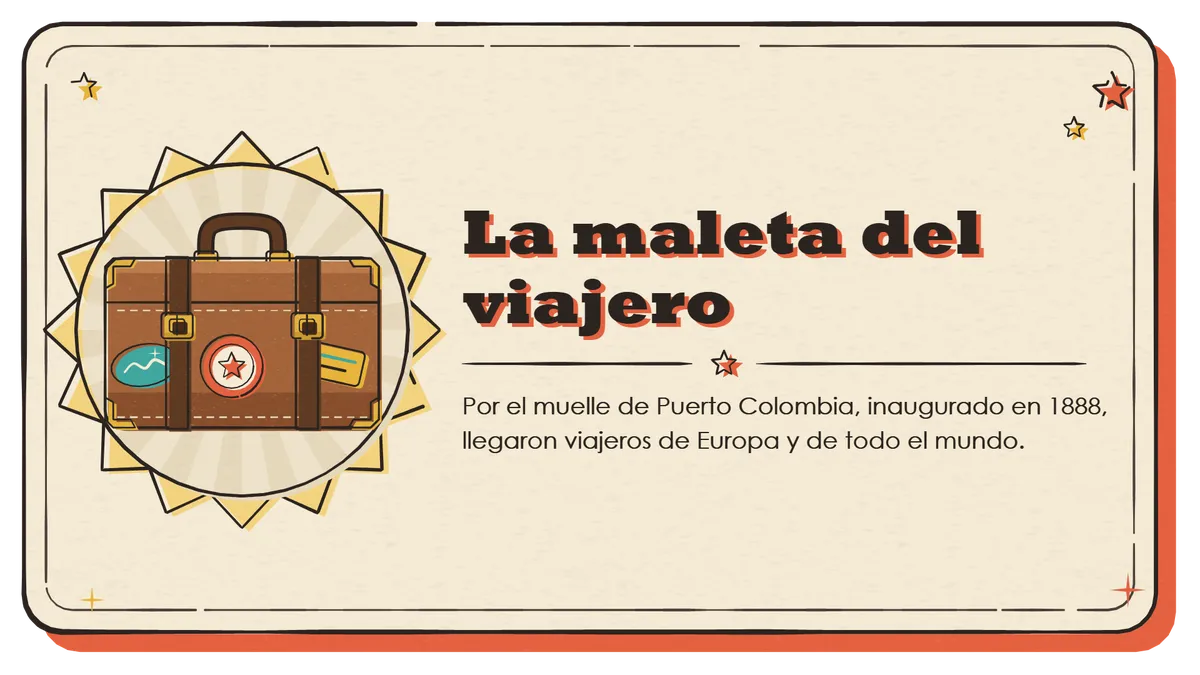 La maleta del
viajero
Por el muelle de Puerto Colombia, inaugurado en 1888,
llegaron viajeros de Europa y de todo el mundo.